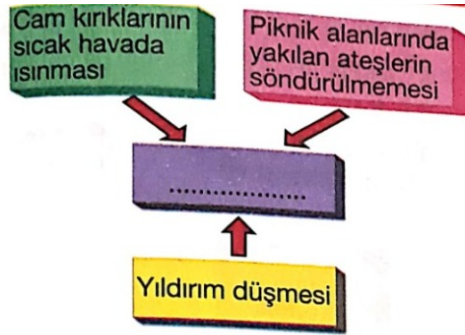 Cam kırıklarının
sıcak havada
ısınması
Piknik alanlarında
yakılan ateşlerin
söndürülmemesi
....................
Yıldırım düşmesi